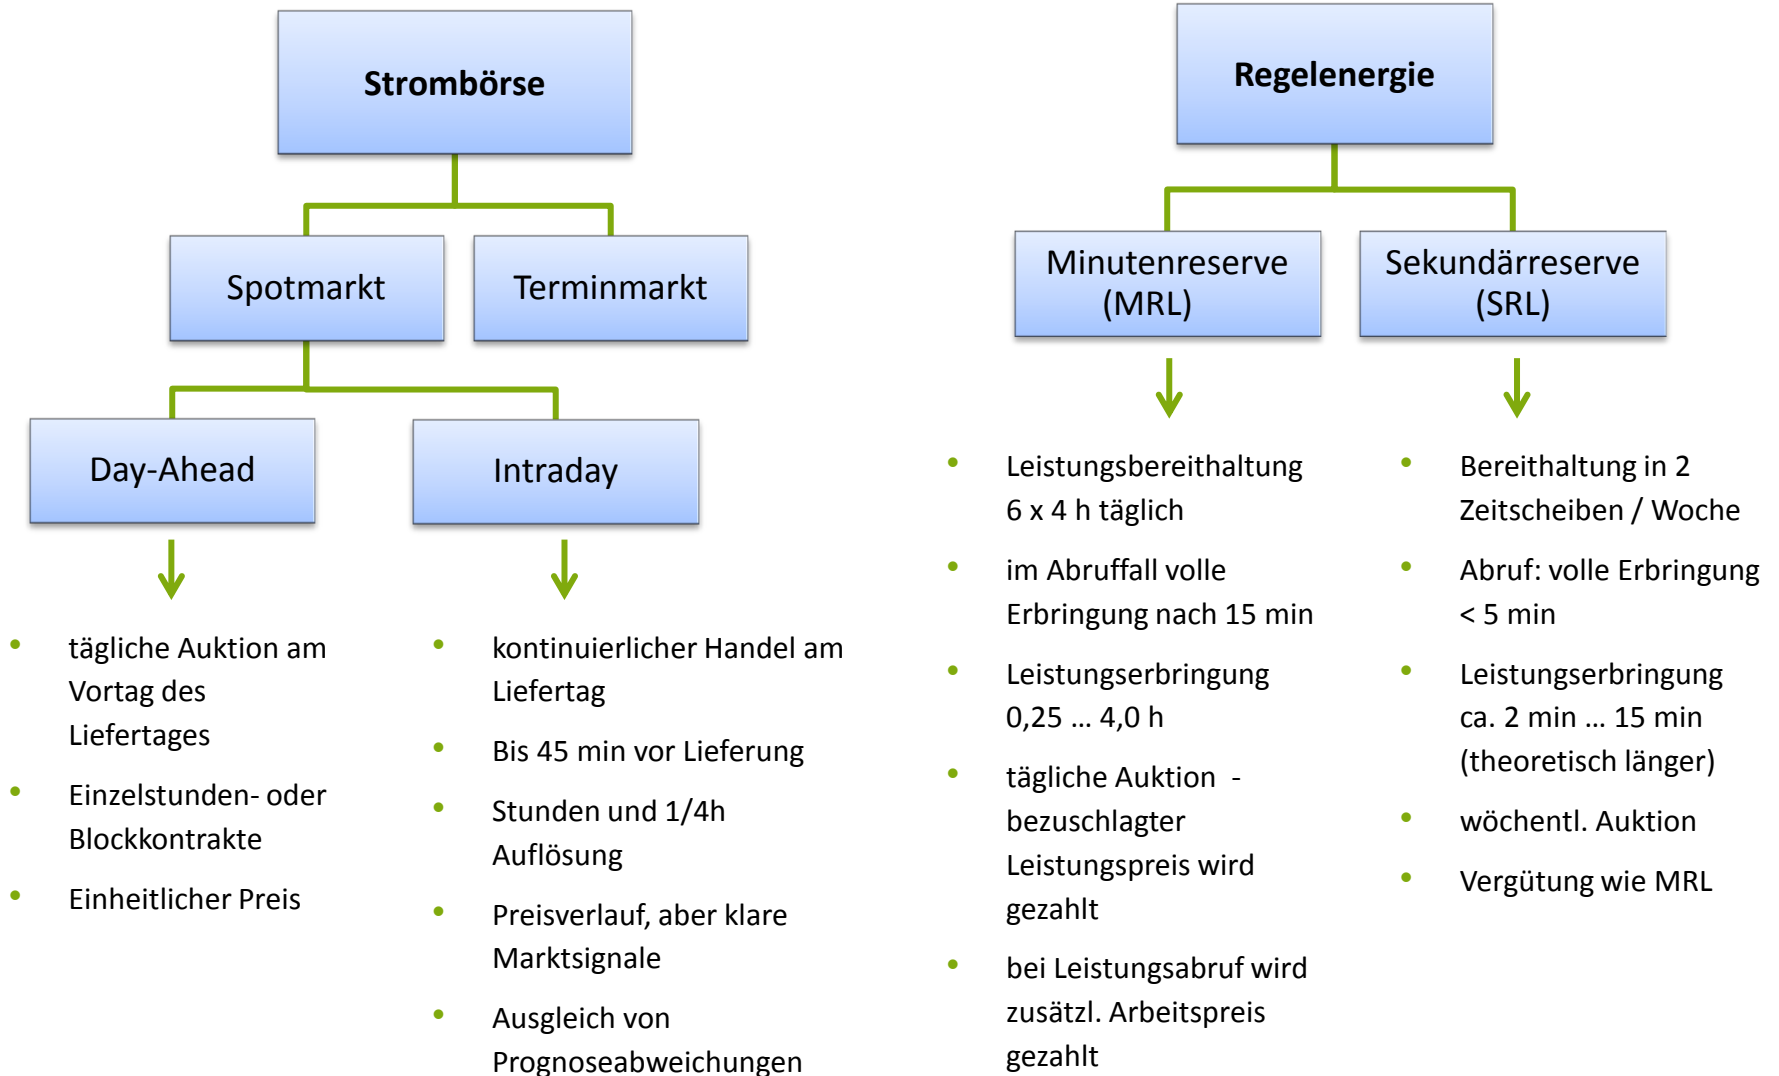 Strombörse
Spotmarkt
Terminmarkt
Day-Ahead
Intraday
• tägliche Auktion am
Vortag des
Liefertages
• Einzelstunden- oder
Blockkontrakte
• Einheitlicher Preis
• kontinuierlicher Handel am
Liefertag
• Bis 45 min vor Lieferung
• Stunden und 1/4h
Auflösung
• Preisverlauf, aber klare
Marktsignale
• Ausgleich von
Prognoseabweichungen
Regelenergie
Minutenreserve
(MRL)
Sekundärreserve
(SRL)
• Leistungsbereithaltung
6 x 4 h täglich
• im Abruffall volle
Erbringung nach 15 min
• Leistungserbringung
0,25 ... 4,0 h
• tägliche Auktion -
bezuschlagter
Leistungspreis wird
gezahlt
• bei Leistungsabruf wird
zusätzl. Arbeitspreis
gezahlt
• Bereithaltung in 2
Zeitscheiben / Woche
• Abruf: volle Erbringung
< 5 min
• Leistungserbringung
ca. 2 min ... 15 min
(theoretisch länger)
• wöchentl. Auktion
• Vergütung wie MRL